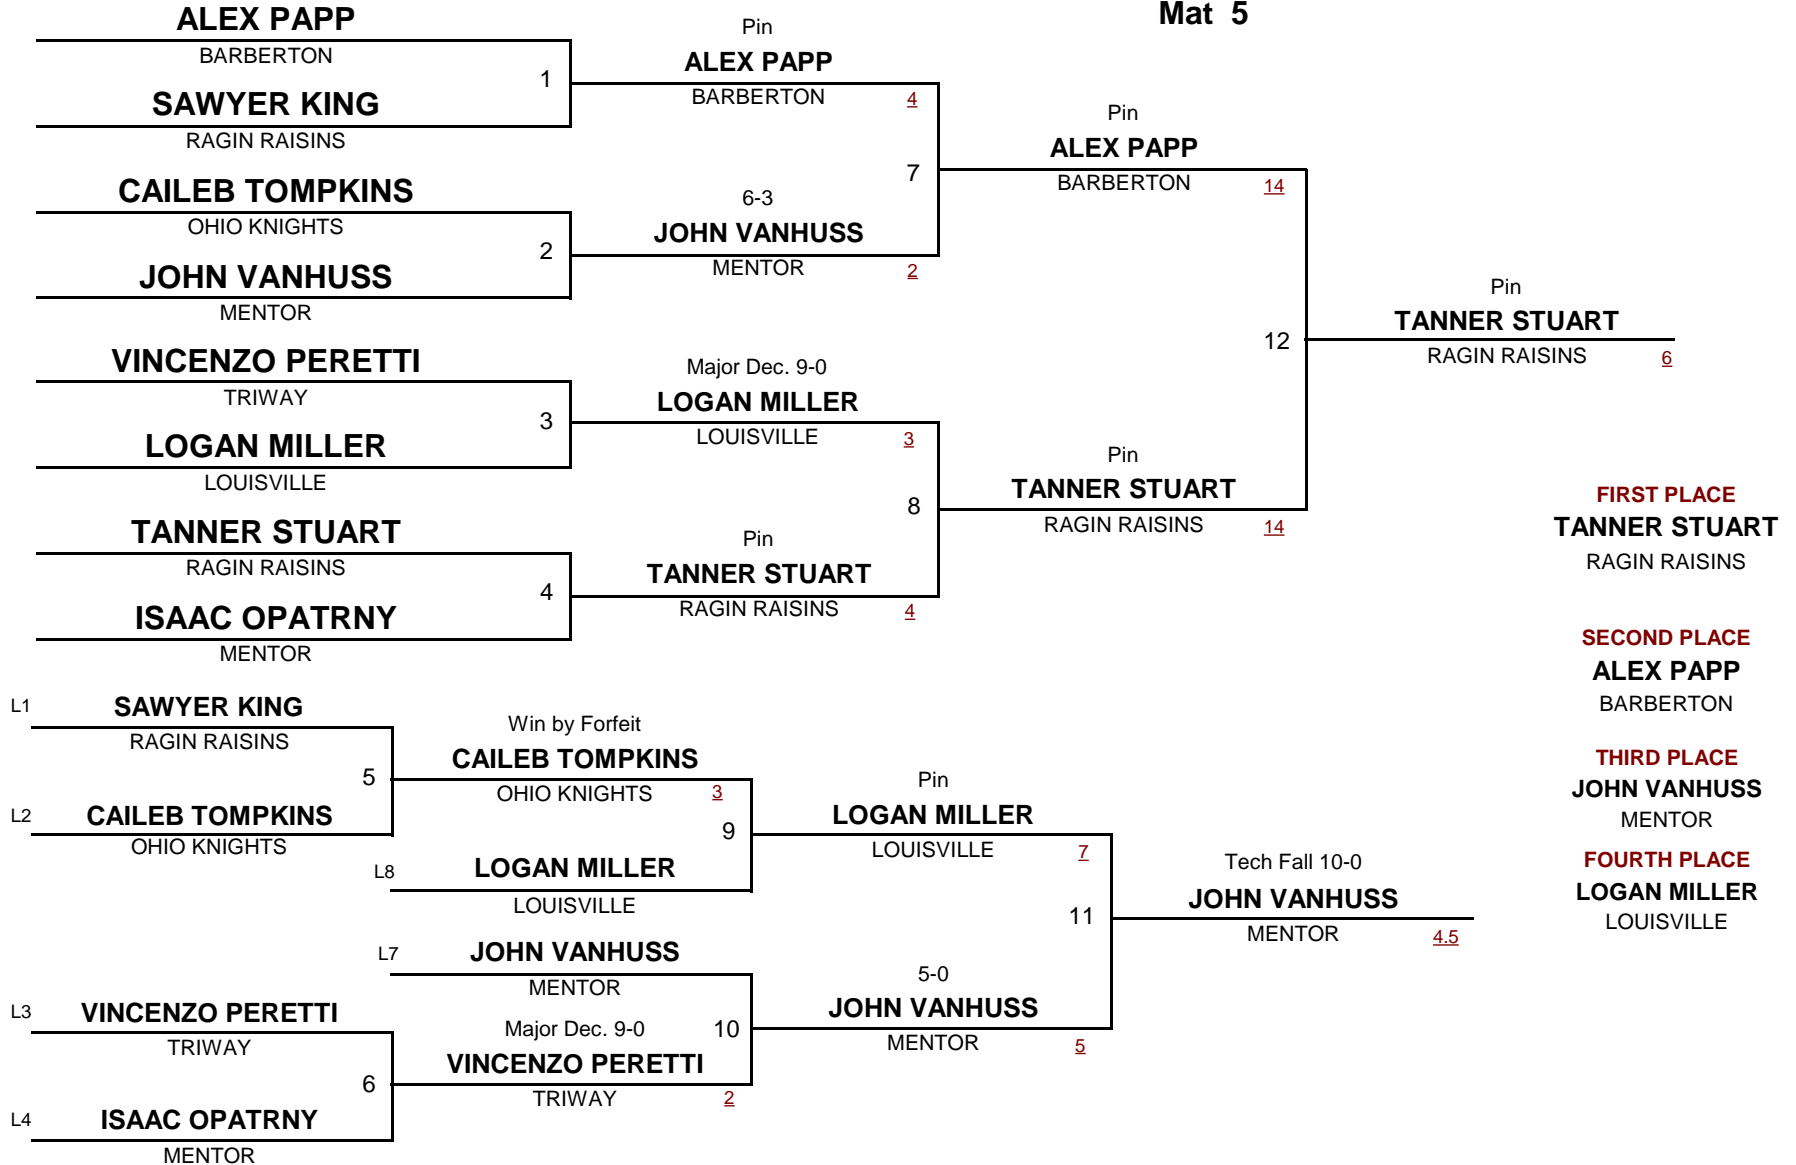 Mat 5
ALEX PAPP
BARBERTON
1
SAWYER KING
RAGIN RAISINS
CAILEB TOMPKINS
OHIO KNIGHTS
2
JOHN VANHUSS
MENTOR
VINCENZO PERETTI
TRIWAY
3
LOGAN MILLER
LOUISVILLE
TANNER STUART
RAGIN RAISINS
4
ISAAC OPATRNY
MENTOR
Pin
ALEX PAPP
BARBERTON 4
7
6-3
JOHN VANHUSS
MENTOR 2
Major Dec. 9-0
LOGAN MILLER
LOUISVILLE 3
8
Pin
TANNER STUART
RAGIN RAISINS 4
Pin
ALEX PAPP
BARBERTON 14
12
Pin
TANNER STUART
RAGIN RAISINS 14
Pin
TANNER STUART
RAGIN RAISINS 6
L1 SAWYER KING
RAGIN RAISINS
5
L2 CAILEB TOMPKINS
OHIO KNIGHTS
L3 VINCENZO PERETTI
TRIWAY
6
L4 ISAAC OPATRNY
MENTOR
Win by Forfeit
CAILEB TOMPKINS
OHIO KNIGHTS 3
9
L8 LOGAN MILLER
LOUISVILLE
L7 JOHN VANHUSS
MENTOR
Major Dec. 9-0 10
VINCENZO PERETTI
TRIWAY 2
Pin
LOGAN MILLER
LOUISVILLE 7
11
5-0
JOHN VANHUSS
MENTOR 5
Tech Fall 10-0
JOHN VANHUSS
MENTOR 4.5
FIRST PLACE
TANNER STUART
RAGIN RAISINS
SECOND PLACE
ALEX PAPP
BARBERTON
THIRD PLACE
JOHN VANHUSS
MENTOR
FOURTH PLACE
LOGAN MILLER
LOUISVILLE